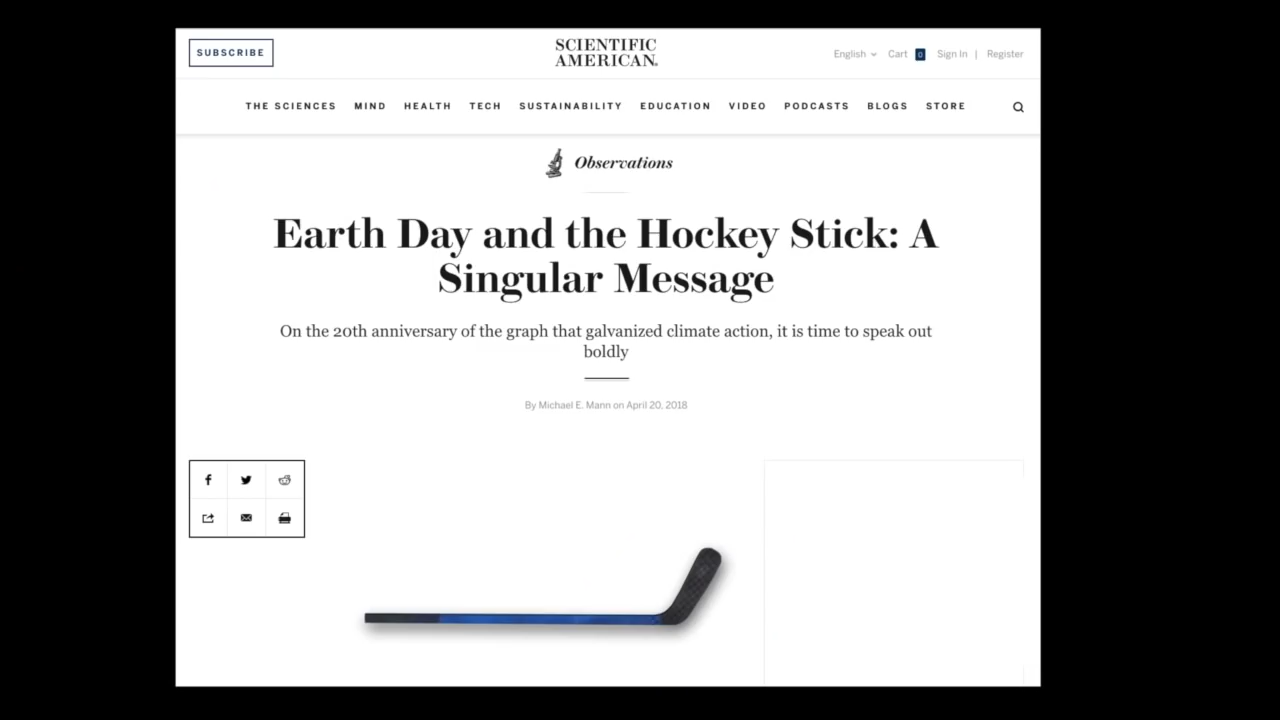 SUBSCRIBE
SCIENTIFIC
AMERICAN.
English Cart 0 Sign In | Register
THE SCIENCES MIND HEALTH TECH SUSTAINABILITY EDUCATION VIDEO PODCASTS BLOGS STORE
Observations
Earth Day and the Hockey Stick: A
Singular Message
On the 20th anniversary of the graph that galvanized climate action, it is time to speak out
boldly
By Michael E. Mann on April 20, 2018